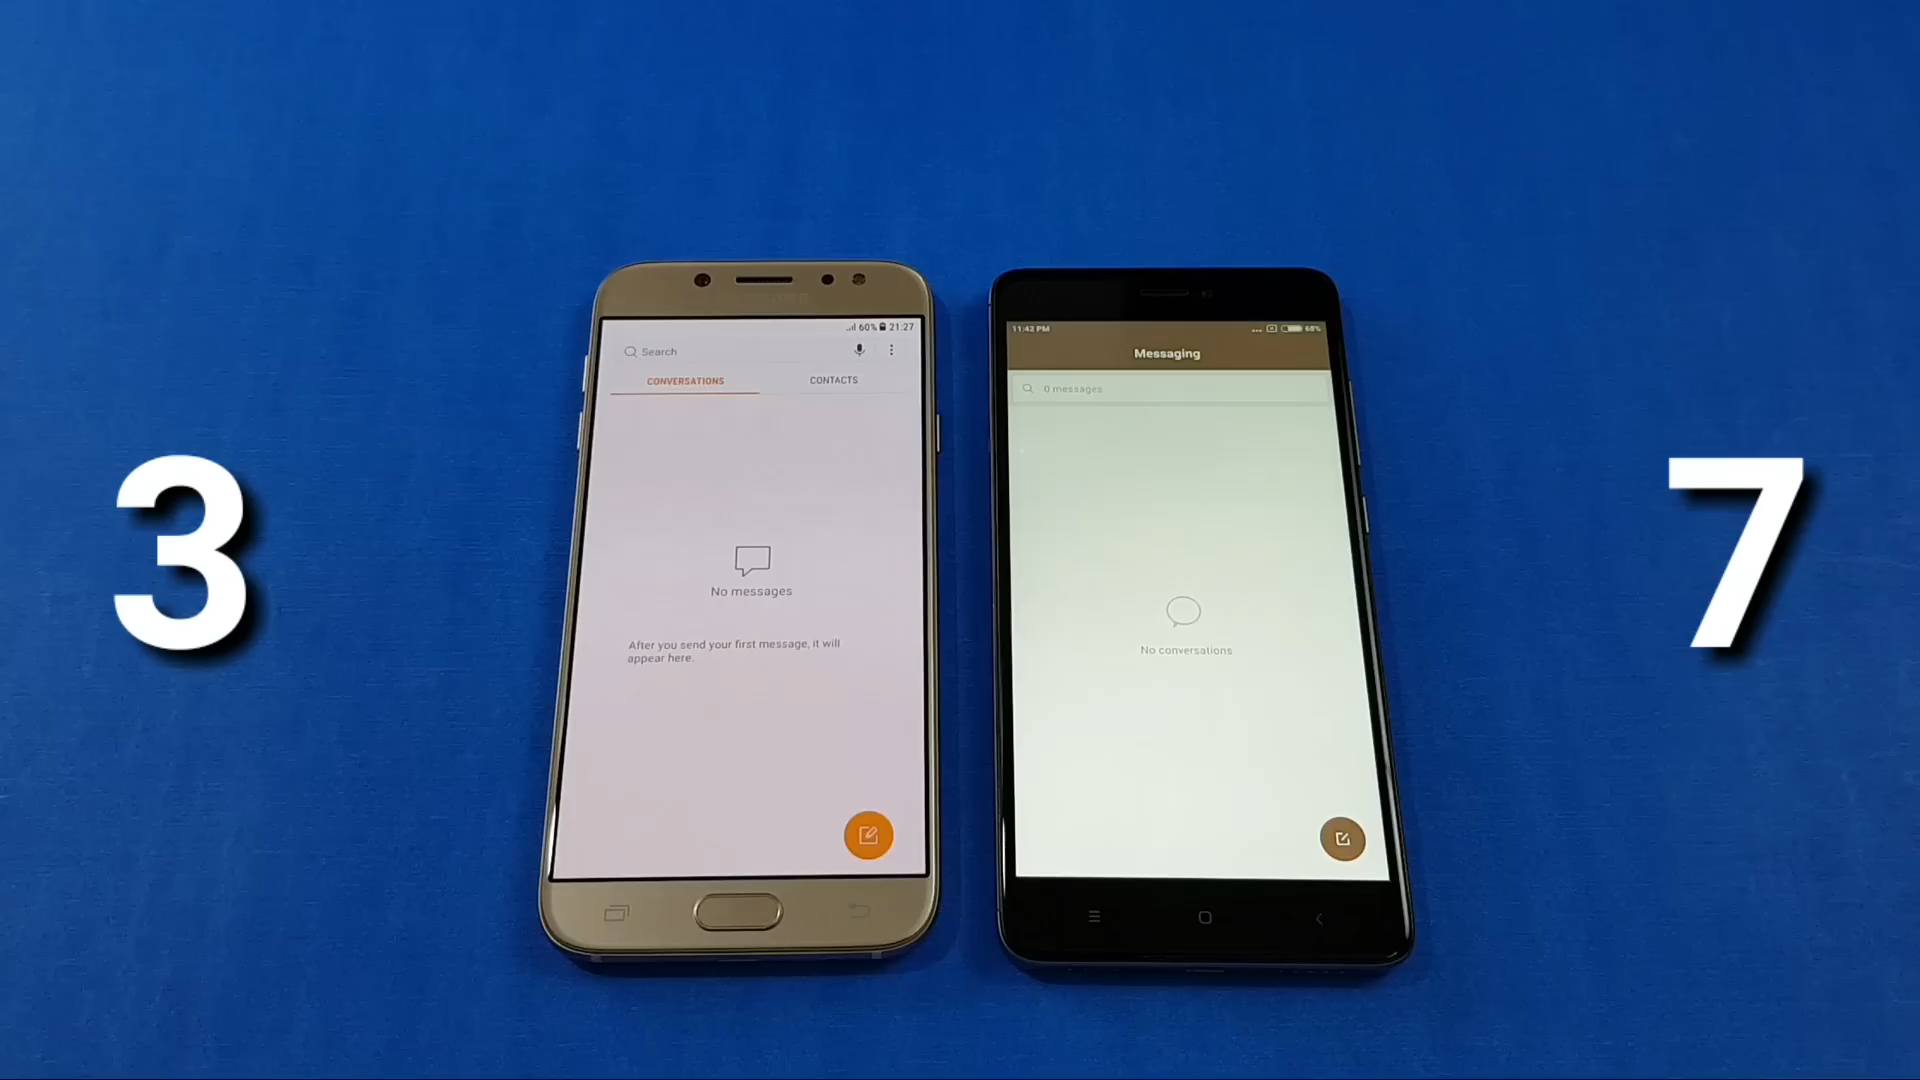 60% 21:27
Search
CONVERSATIONS CONTACTS
No messages
After you send your first message, it will
appear here.
3
11:42 PM 68%
Messaging
0 messages
No conversations
7